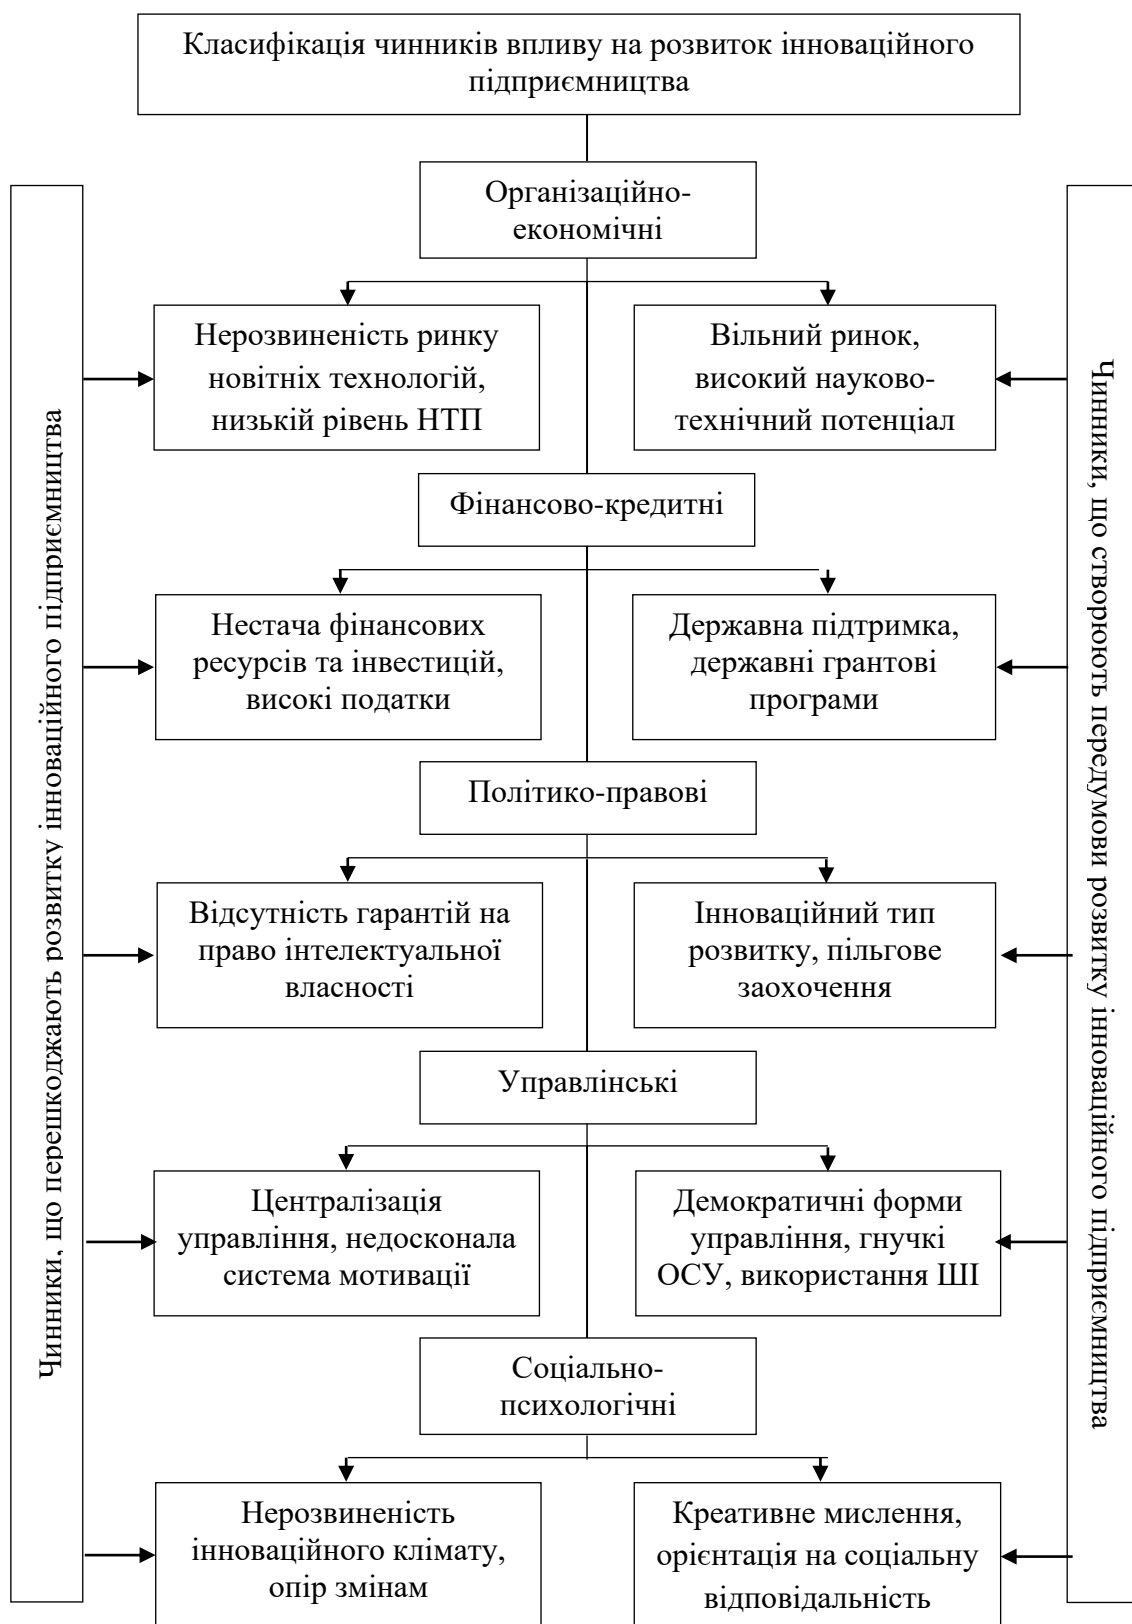 Класифікація чинників впливу на розвиток інноваційного
підприємництва
Організаційно-
економічні
Чинники, що перешкоджають розвитку інноваційного підприємництва
Нерозвиненість ринку
новітніх технологій,
низькій рівень НТП
Вільний ринок,
високий науково-
технічний потенціал
Чинники, що створюють передумови розвитку інноваційного підприємництва
Фінансово-кредитні
Нестача фінансових
ресурсів та інвестицій,
високі податки
Державна підтримка,
державні грантові
програми
Політико-правові
Відсутність гарантій на
право інтелектуальної
власності
Інноваційний тип
розвитку, пільгове
заохочення
Управлінські
Централізація
управління, недосконала
система мотивації
Демократичні форми
управління, гнучкі
ОСУ, використання ШІ
Соціально-
психологічні
Нерозвиненість
інноваційного клімату,
опір змінам
Креативне мислення,
орієнтація на соціальну
відповідальність